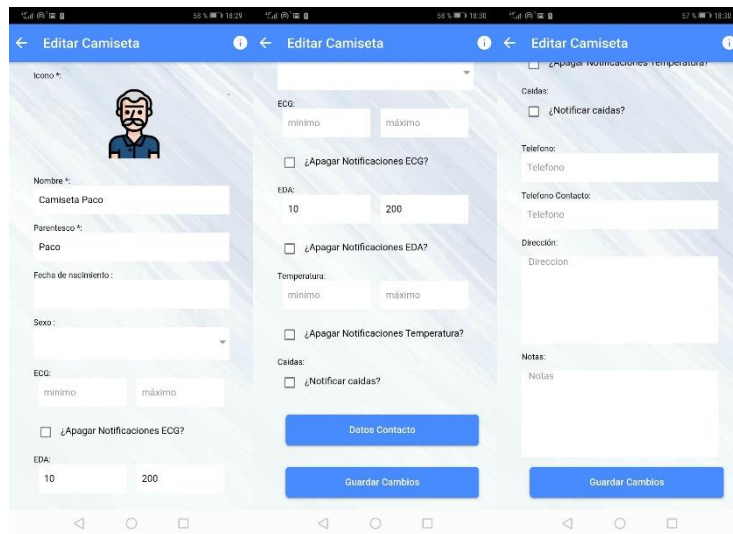 58 % 18:29
Editar Camiseta
Icono *:
Nombre *:
Camiseta Paco
Parentesco *:
Paco
Fecha de nacimiento :
Sexo :
ECG:
minimo máximo
¿Apagar Notificaciones ECG?
EDA:
10 200
58 % 18:30
Editar Camiseta
ECG:
minimo máximo
¿Apagar Notificaciones ECG?
EDA:
10 200
¿Apagar Notificaciones EDA?
Temperatura:
minimo máximo
¿Apagar Notificaciones Temperatura?
Caidas:
¿Notificar caidas?
Datos Contacto
Guardar Cambios
57 % 18:30
Editar Camiseta
¿Apagar Notificaciones Temperatura?
Caidas:
¿Notificar caidas?
Telefono:
Telefono
Telefono Contacto:
Telefono
Dirección:
Direccion
Notas:
Notas
Guardar Cambios